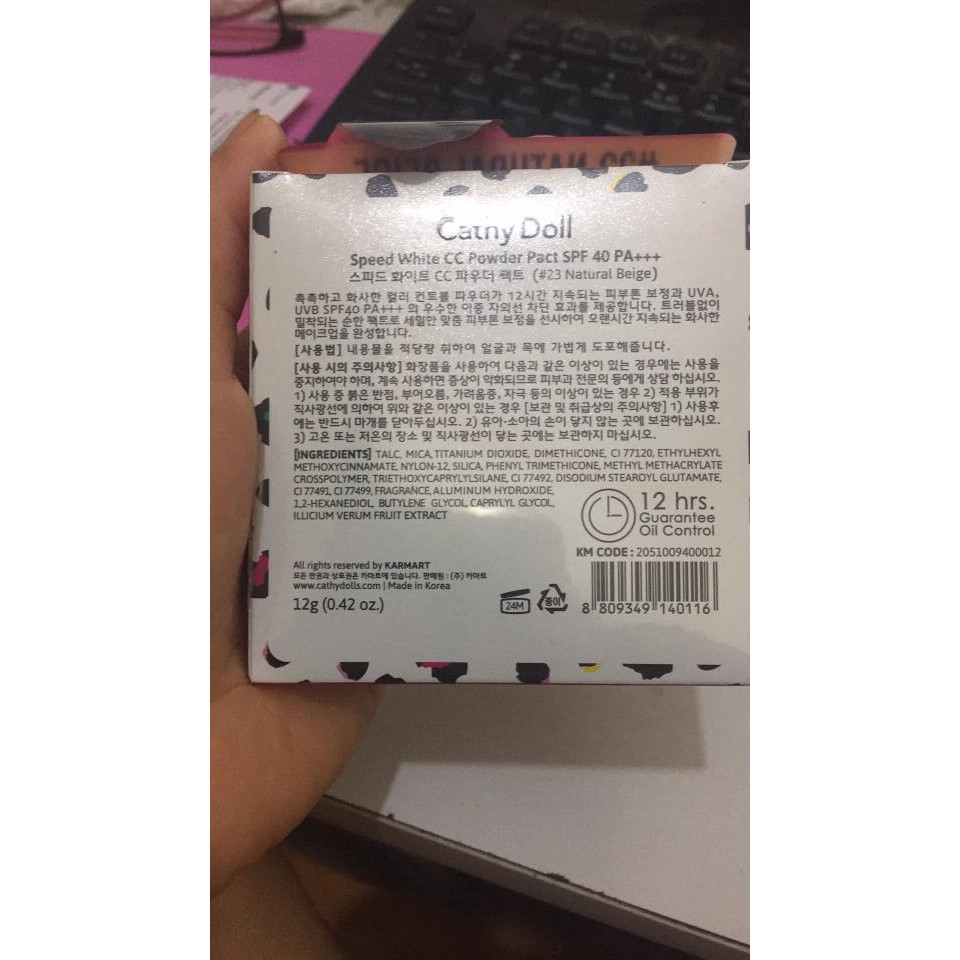 Cathy Doll
Speed White CC Powder Pact SPF 40 PA+++
스피드 화이트 CC 파우더 팩트 (#23 Natural Beige)
촉촉하고 화사한 컬러 컨트롤 파우더가 12시간 지속되는 피부톤 보정과 UVA,
UVB SPF40 PA+++ 의 우수한 이중 자외선 차단 효과를 제공합니다. 트러블없이
밀착되는 순한 팩트로 세밀한 맞춤 피부톤 보정을 선사하여 오랜시간 지속되는 화사한
메이크업을 완성합니다.
[사용법] 내용물을 적당량 취하여 얼굴과 목에 가볍게 도포해줍니다.
[사용 시의 주의사항] 화장품을 사용하여 다음과 같은 이상이 있는 경우에는 사용을
중지하여야 하며, 계속 사용하면 증상이 악화되므로 피부과 전문의 등에게 상담 하십시오.
1) 사용 중 붉은 반점, 부어오름, 가려움증, 자극 등의 이상이 있는 경우 2) 적용 부위가
직사광선에 의하여 위와 같은 이상이 있는 경우 [보관 및 취급상의 주의사항] 1) 사용후
에는 반드시 마개를 닫아두십시오. 2) 유아·소아의 손이 닿지 않는 곳에 보관하십시오.
3) 고온 또는 저온의 장소 및 직사광선이 닿는 곳에는 보관하지 마십시오.
[INGREDIENTS] TALC, MICA, TITANIUM DIOXIDE, DIMETHICONE, CI 77120, ETHYLHEXYL
METHOXYCINNAMATE, NYLON-12, SILICA, PHENYL TRIMETHICONE, METHYL METHACRYLATE
CROSSPOLYMER, TRIETHOXYCAPRYLYLSILANE, CI 77492, DISODIUM STEAROYL GLUTAMATE,
CI 77491, CI 77499, FRAGRANCE, ALUMINUM HYDROXIDE,
1,2-HEXANEDIOL, BUTYLENE GLYCOL, CAPRYLYL GLYCOL,
ILLICIUM VERUM FRUIT EXTRACT
12 hrs.
Guarantee
Oil Control
KM CODE : 2051009400012
All rights reserved by KARMART
모든 판권과 상표권은 카마트에 있습니다. 판매원 : (주) 카마트
www.cathydolls.com | Made in Korea
12g (0.42 oz.)
24M
종이
8 809349 140116